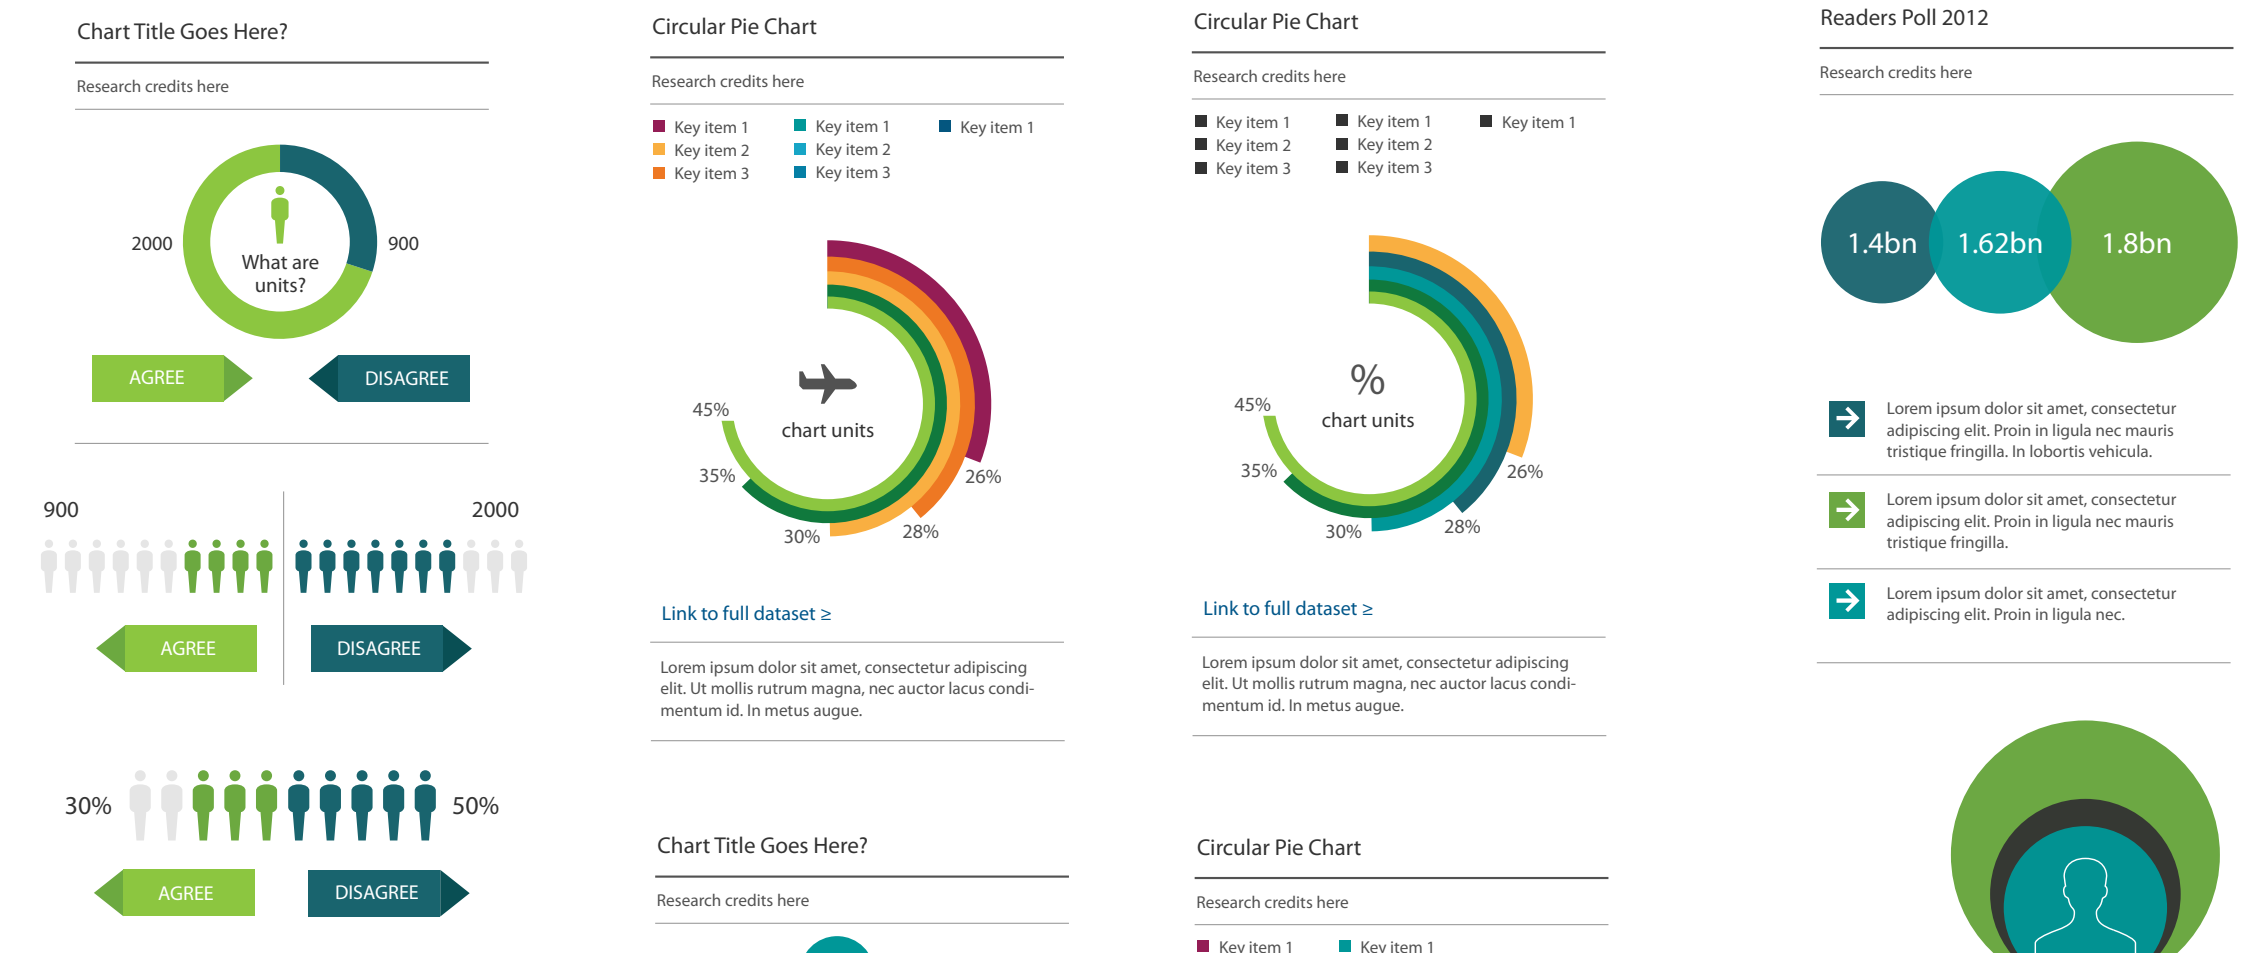 Chart Title Goes Here?
Research credits here
2000
900
What are
units?
AGREE
DISAGREE
900
2000
AGREE
DISAGREE
30%
50%
AGREE
DISAGREE
Circular Pie Chart
Research credits here
Key item 1
Key item 2
Key item 3
Key item 1
Key item 2
Key item 3
Key item 1
45%
chart units
35%
26%
30%
28%
Link to full dataset ≥
Lorem ipsum dolor sit amet, consectetur adipiscing
elit. Ut mollis rutrum magna, nec auctor lacus condi-
mentum id. In metus augue.
Chart Title Goes Here?
Research credits here
Circular Pie Chart
Research credits here
Key item 1
Key item 2
Key item 3
Key item 1
Key item 2
Key item 3
Key item 1
%
45%
chart units
35%
26%
30%
28%
Link to full dataset ≥
Lorem ipsum dolor sit amet, consectetur adipiscing
elit. Ut mollis rutrum magna, nec auctor lacus condi-
mentum id. In metus augue.
Circular Pie Chart
Research credits here
Key item 1
Key item 1
Readers Poll 2012
Research credits here
1.4bn
1.62bn
1.8bn
Lorem ipsum dolor sit amet, consectetur
adipiscing elit. Proin in ligula nec mauris
tristique fringilla. In lobortis vehicula.
Lorem ipsum dolor sit amet, consectetur
adipiscing elit. Proin in ligula nec mauris
tristique fringilla.
Lorem ipsum dolor sit amet, consectetur
adipiscing elit. Proin in ligula nec.